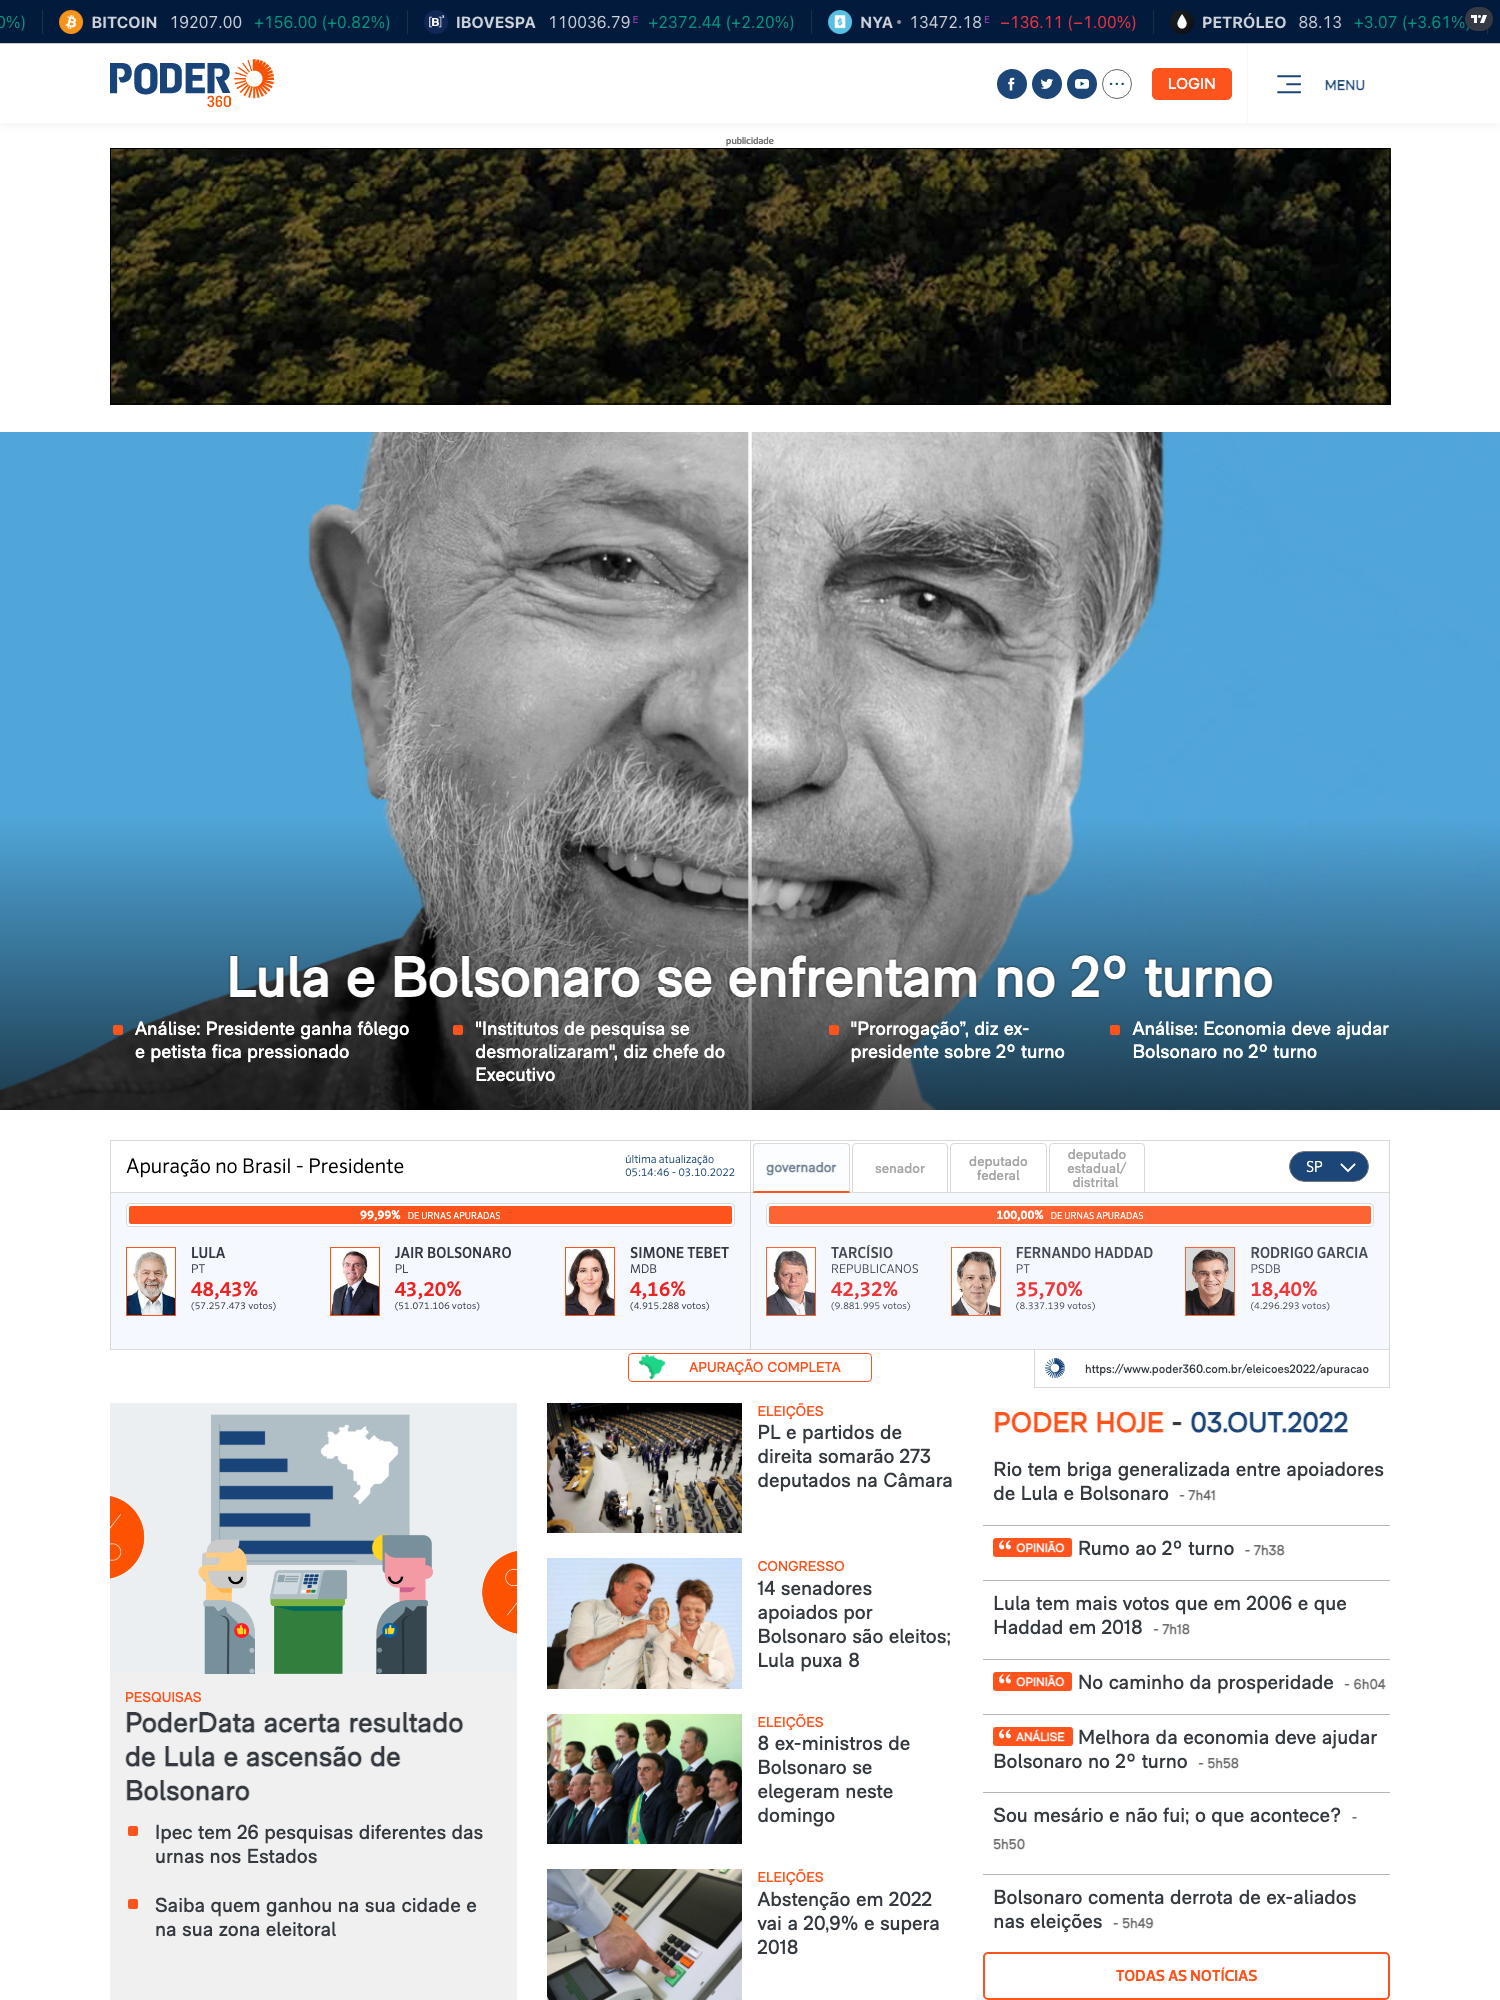 0%)
BITCOIN 19207.00 +156.00 (+0.82%)
IBOVESPA 110036.79 E +2372.44 (+2.20%)
NYA • 13472.18 E −136.11 (−1.00%)
PETRÓLEO 88.13 +3.07 (+3.61%)
PODER
360
LOGIN
MENU
publicidade
Lula e Bolsonaro se enfrentam no 2º turno
Análise: Presidente ganha fôlego
e petista fica pressionado
"Institutos de pesquisa se
desmoralizaram", diz chefe do
Executivo
"Prorrogação”, diz ex-
presidente sobre 2º turno
Análise: Economia deve ajudar
Bolsonaro no 2º turno
Apuração no Brasil - Presidente
última atualização
05:14:46 - 03.10.2022
99,99% DE URNAS APURADAS
LULA
PT
48,43%
(57.257.473 votos)
JAIR BOLSONARO
PL
43,20%
(51.071.106 votos)
SIMONE TEBET
MDB
4,16%
(4.915.288 votos)
governador
senador
deputado
federal
deputado
estadual/
distrital
SP
100,00% DE URNAS APURADAS
TARCÍSIO
REPUBLICANOS
42,32%
(9.881.995 votos)
FERNANDO HADDAD
PT
35,70%
(8.337.139 votos)
RODRIGO GARCIA
PSDB
18,40%
(4.296.293 votos)
APURAÇÃO COMPLETA
https://www.poder360.com.br/eleicoes2022/apuracao
PESQUISAS
PoderData acerta resultado
de Lula e ascensão de
Bolsonaro
Ipec tem 26 pesquisas diferentes das
urnas nos Estados
Saiba quem ganhou na sua cidade e
na sua zona eleitoral
ELEIÇÕES
PL e partidos de
direita somarão 273
deputados na Câmara
CONGRESSO
14 senadores
apoiados por
Bolsonaro são eleitos;
Lula puxa 8
ELEIÇÕES
8 ex-ministros de
Bolsonaro se
elegeram neste
domingo
ELEIÇÕES
Abstenção em 2022
vai a 20,9% e supera
2018
PODER HOJE - 03.OUT.2022
Rio tem briga generalizada entre apoiadores
de Lula e Bolsonaro - 7h41
“ OPINIÃO Rumo ao 2º turno - 7h38
Lula tem mais votos que em 2006 e que
Haddad em 2018 - 7h18
“ OPINIÃO No caminho da prosperidade - 6h04
“ ANÁLISE Melhora da economia deve ajudar
Bolsonaro no 2º turno - 5h58
Sou mesário e não fui; o que acontece? -
5h50
Bolsonaro comenta derrota de ex-aliados
nas eleições - 5h49
TODAS AS NOTÍCIAS